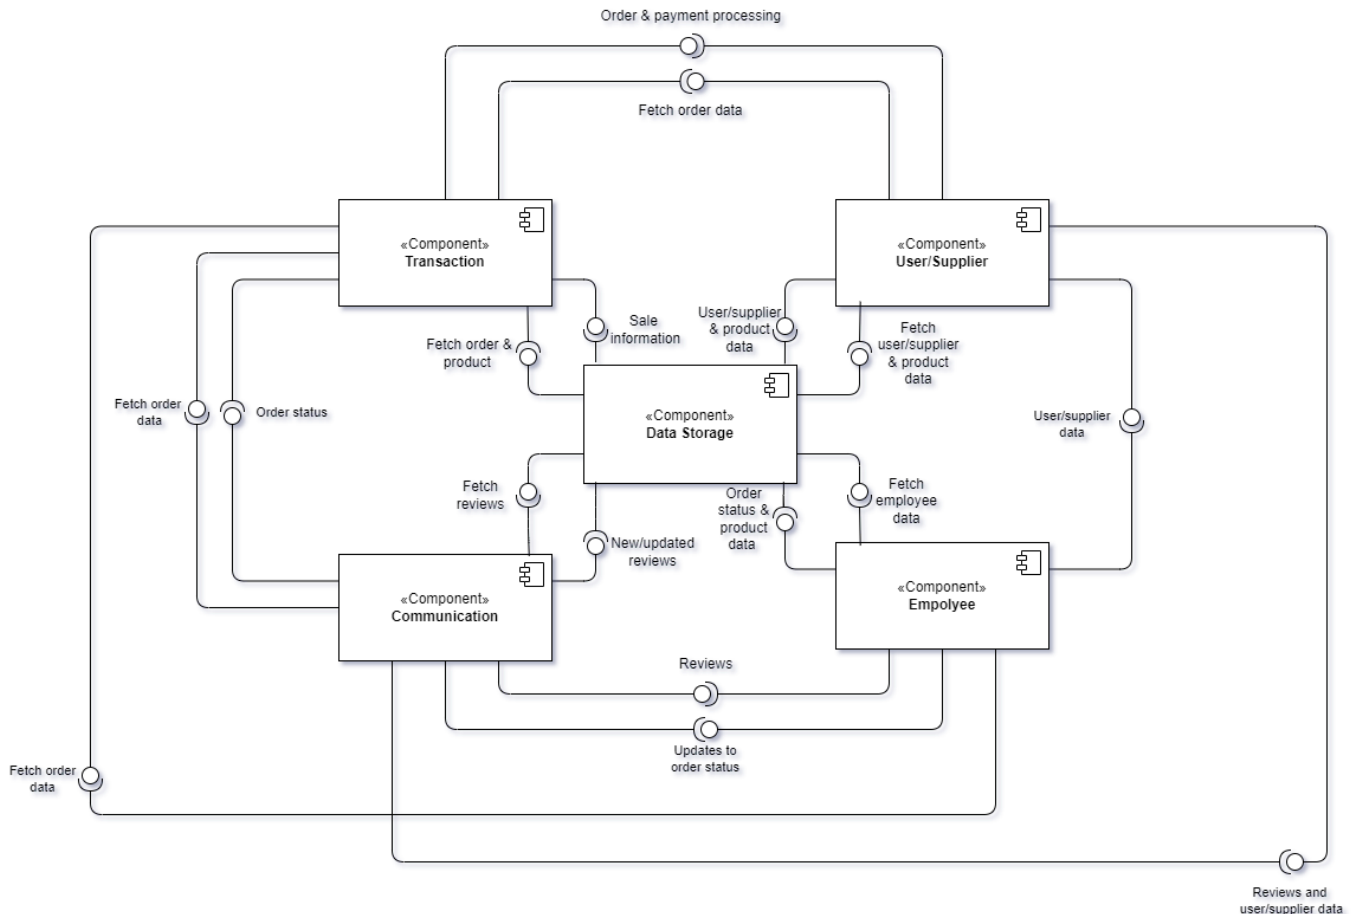 Order & payment processing
Fetch order data
«Component»
Transaction
«Component»
User/Supplier
Sale
information
User/supplier
& product
data
Fetch
user/supplier
& product
data
Fetch order &
product
Fetch order
data
Order status
«Component»
Data Storage
User/supplier
data
Fetch
reviews
Order
status &
product
data
Fetch
employee
data
New/updated
reviews
«Component»
Communication
«Component»
Empolyee
Reviews
Updates to
order status
Fetch order
data
Reviews and
user/supplier data